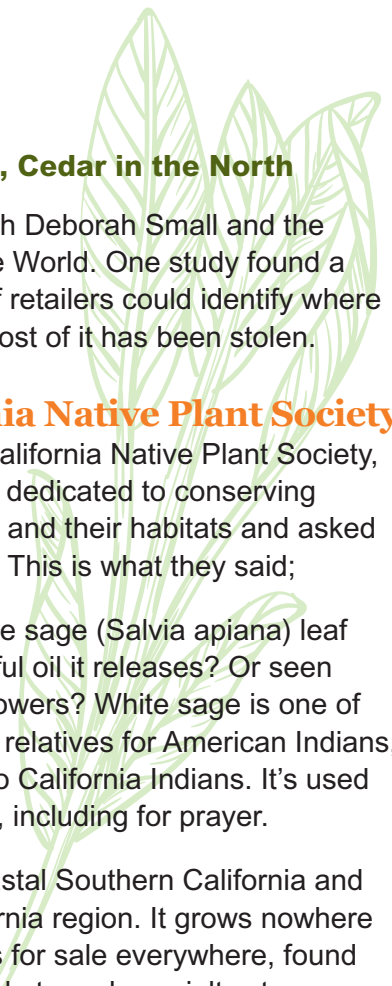 , Cedar in the North
h Deborah Small and the
e World. One study found a
f retailers could identify where
ost of it has been stolen.
nia Native Plant Society
alifornia Native Plant Society,
dedicated to conserving
and their habitats and asked
This is what they said;
e sage (Salvia apiana) leaf
ful oil it releases? Or seen
owers? White sage is one of
relatives for American Indians,
o California Indians. It's used
, including for prayer.
astal Southern California and
rnia region. It grows nowhere
s for sale everywhere, found